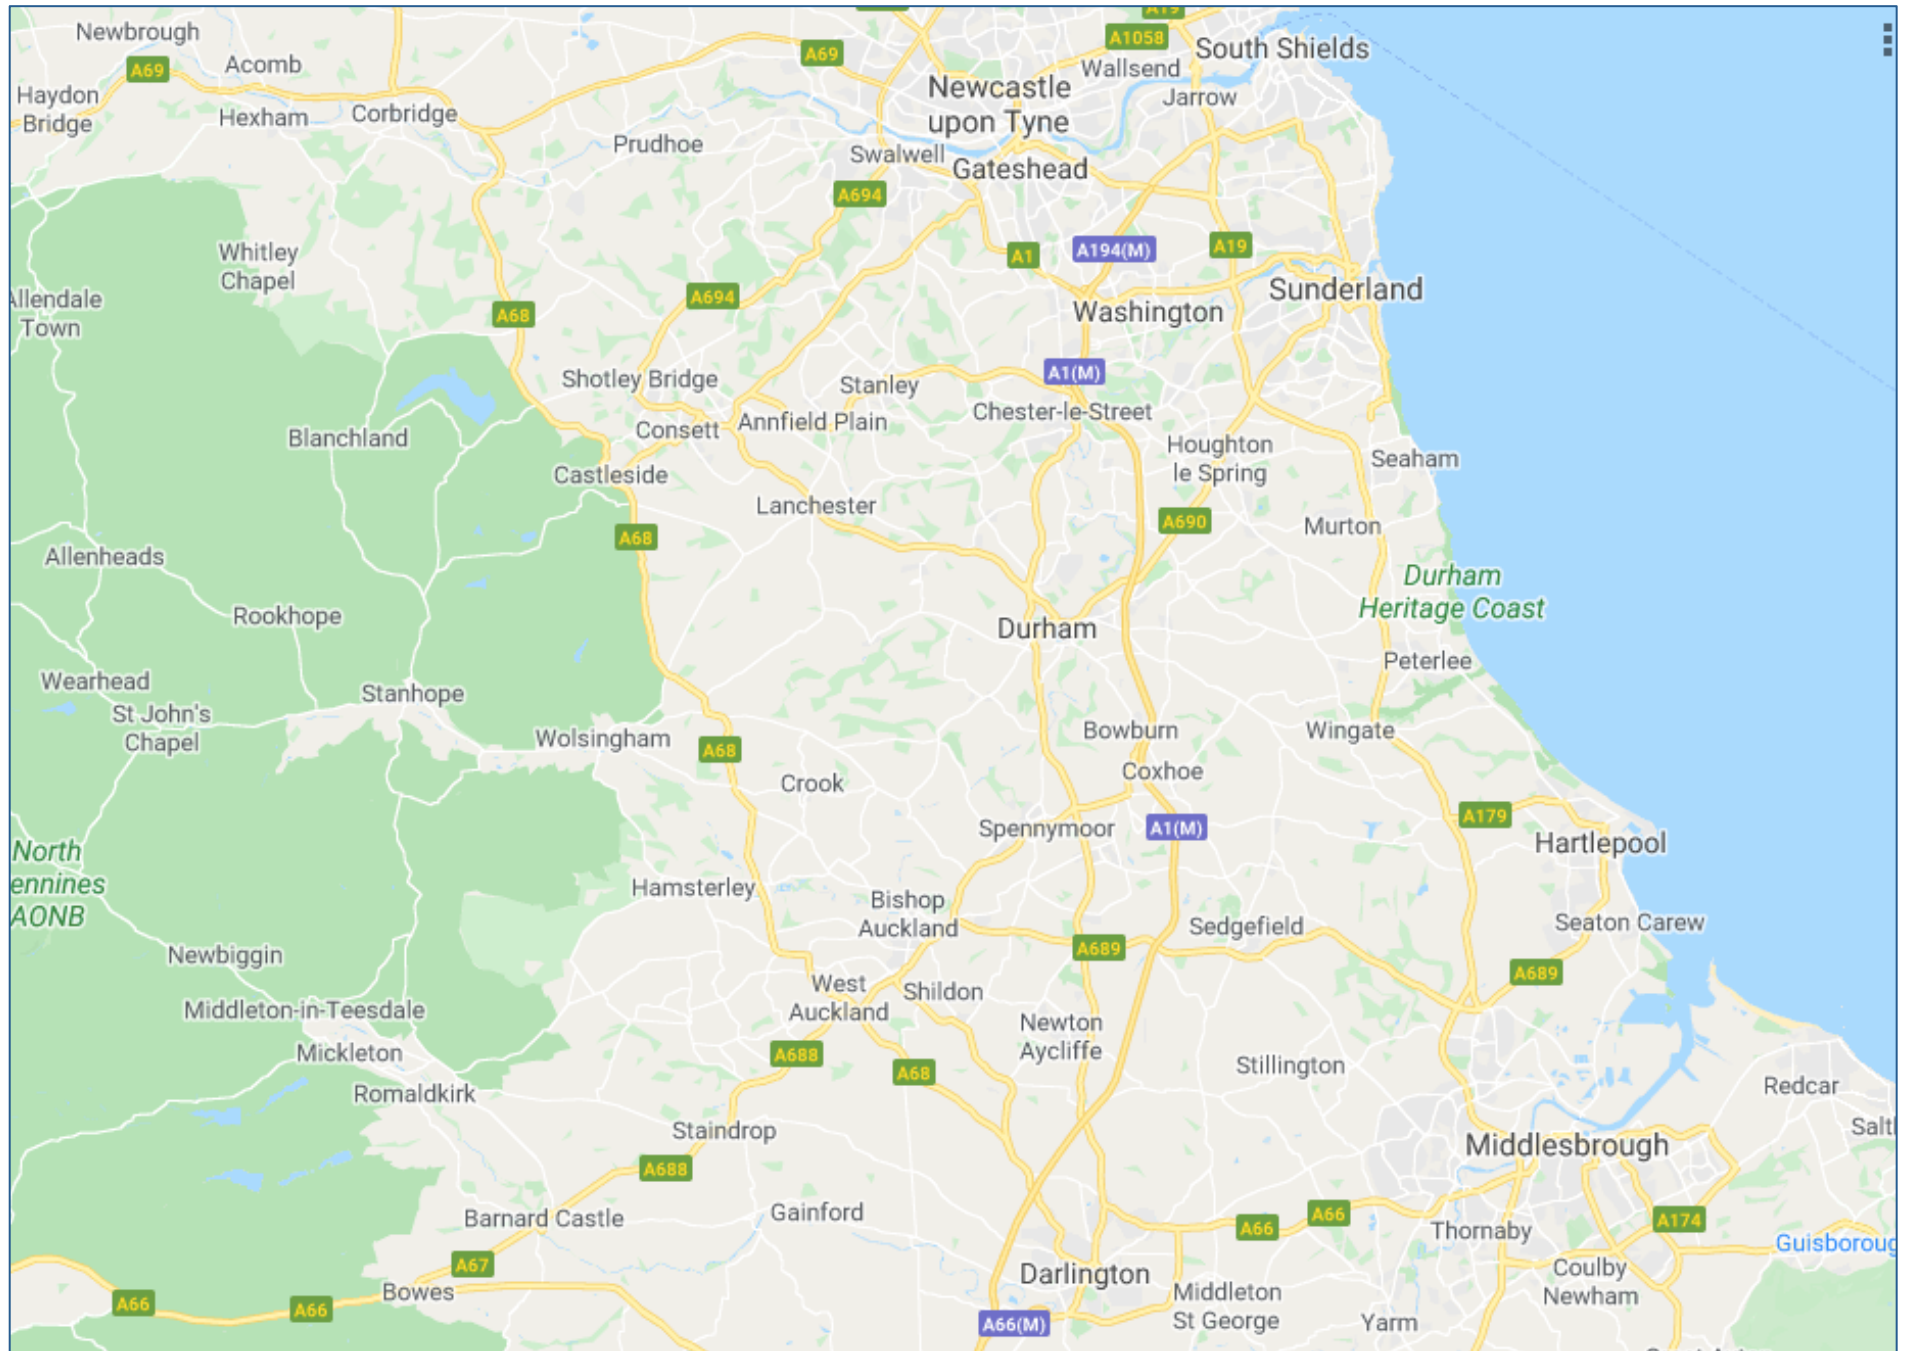 A19
Newbrough
A1058
South Shields
A69
Acomb
A69
Wallsend
Haydon
Bridge
Hexham
Corbridge
Newcastle
upon Tyne
Jarrow
Prudhoe
Swalwell
Gateshead
A694
Whitley
Chapel
A1
A194(M)
A19
Allendale
Town
A68
A694
Sunderland
Washington
Shotley Bridge
Stanley
A1(M)
Blanchland
Consett
Annfield Plain
Chester-le-Street
Houghton
le Spring
Seaham
Castleside
Lanchester
A690
Murton
A68
Allenheads
Durham
Heritage Coast
Rookhope
Durham
Peterlee
Wearhead
Stanhope
St John's
Chapel
Wolsingham
A68
Bowburn
Wingate
Crook
Coxhoe
Spennymoor
A1(M)
A179
Hartlepool
North
ennines
AONB
Hamsterley
Bishop
Auckland
Sedgefield
Seaton Carew
Newbiggin
A689
A689
West
Auckland
Shildon
Middleton-in-Teesdale
Newton
Aycliffe
Mickleton
A688
A68
Stillington
Romaldkirk
Redcar
Staindrop
Salt
Middlesbrough
A688
Barnard Castle
Gainford
A66
A66
Thornaby
A174
Guisboroug
A67
Darlington
Coulby
Newham
Bowes
Middleton
St George
A66
A66
A66(M)
Yarm